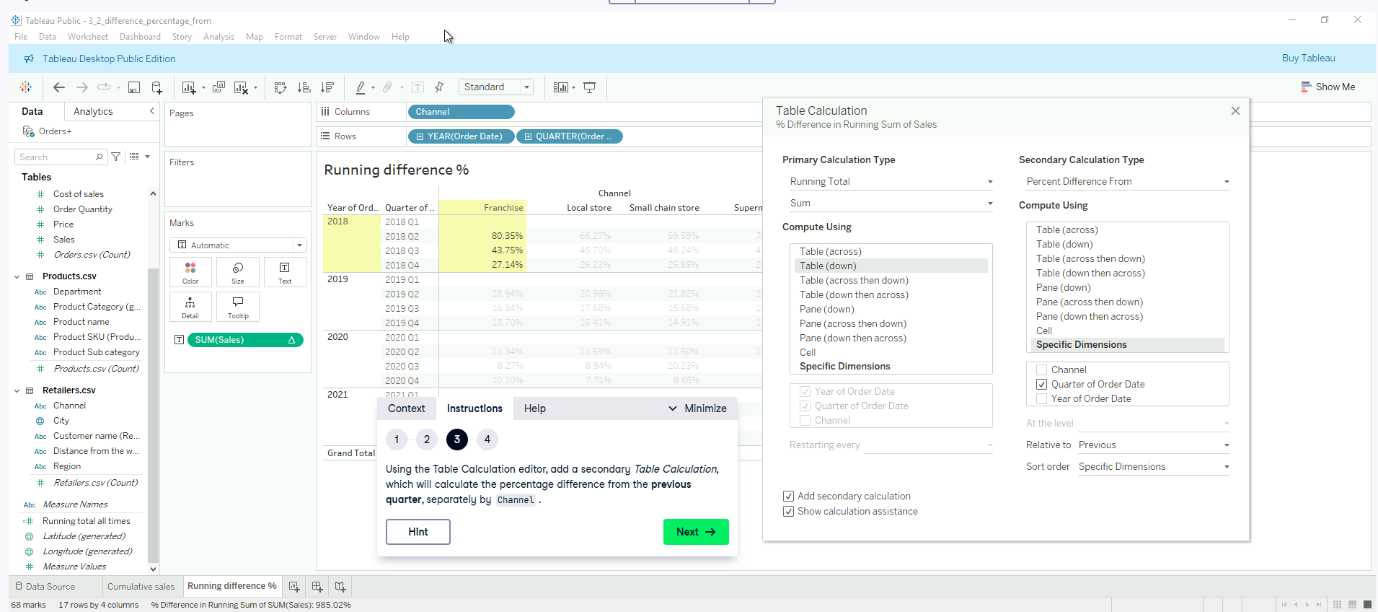 Tableau Public - 3_2_difference_percentage_from
File Data Worksheet Dashboard Story Analysis Map Format Server Window Help
Tableau Desktop Public Edition
Buy Tableau
Standard
Show Me
Data Analytics
Orders+
Search
Tables
# Cost of sales
# Order Quantity
# Price
# Sales
# Orders.csv (Count)
Products.csv
Abc Department
Abc Product Category (g...
Abc Product name
Abc Product SKU (Produ...
Abc Product Sub category
# Products.csv (Count)
Retailers.csv
Abc Channel
City
Abc Customer name (Re...
Abc Distance from the w...
Abc Region
# Retailers.csv (Count)
Abc Measure Names
=# Running total all times
Latitude (generated)
Longitude (generated)
# Measure Values
Pages
Filters
Marks
Automatic
Color Size Text
Detail Tooltip
SUM(Sales)
Columns Channel
Rows YEAR(Order Date) QUARTER(Order ..
Running difference %
Channel
Year of Ord.. Quarter of .. Franchise Local store Small chain store Superm
2018 2018 Q1
2018 Q2 80.35% 66.27% 59.59%
2018 Q3 43.75% 45.70% 48.24%
2018 Q4 27.14% 26.23% 25.85%
2019 2019 Q1
2019 Q2 18.94% 20.98% 21.82%
2019 Q3 16.34% 17.68% 15.58%
2019 Q4 13.70% 15.41% 14.91%
2020 2020 Q1
2020 Q2 11.34% 11.69% 11.60%
2020 Q3 8.27% 8.94% 10.23%
2020 Q4 10.10% 7.71% 8.65%
2021 2021 Q1
Grand Total
Context Instructions Help Minimize
1 2 3 4
Using the Table Calculation editor, add a secondary Table Calculation,
which will calculate the percentage difference from the previous
quarter, separately by Channel .
Hint Next
Table Calculation
% Difference in Running Sum of Sales
Primary Calculation Type
Running Total
Sum
Compute Using
Table (across)
Table (down)
Table (across then down)
Table (down then across)
Pane (down)
Pane (across then down)
Pane (down then across)
Cell
Specific Dimensions
Year of Order Date
Quarter of Order Date
Channel
Restarting every
Add secondary calculation
Show calculation assistance
Secondary Calculation Type
Percent Difference From
Compute Using
Table (across)
Table (down)
Table (across then down)
Table (down then across)
Pane (down)
Pane (across then down)
Pane (down then across)
Cell
Specific Dimensions
Channel
Quarter of Order Date
Year of Order Date
At the level
Relative to Previous
Sort order Specific Dimensions
Data Source Cumulative sales Running difference %
68 marks 17 rows by 4 columns % Difference in Running Sum of SUM(Sales): 985.02%